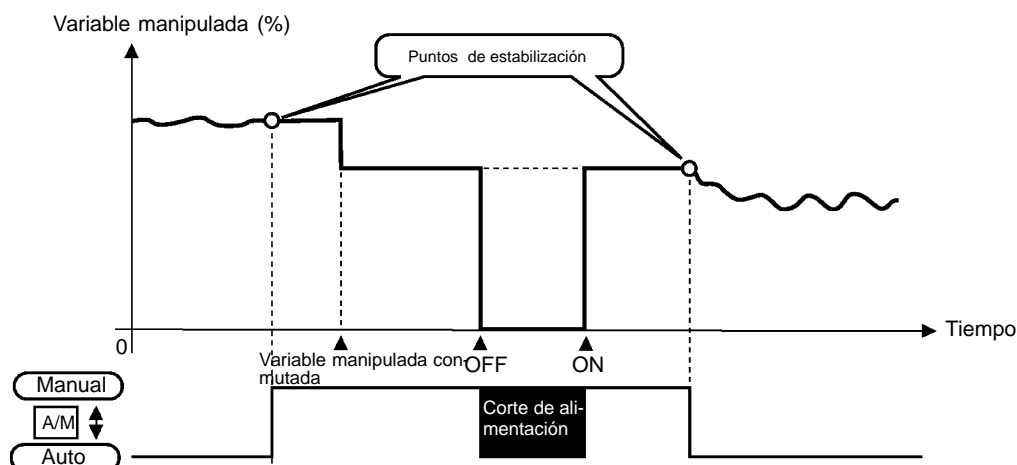 Variable manipulada (%)
Puntos de estabilización
Tiempo
0
Variable manipulada con-
mutada
OFF
ON
Manual
A/M
Auto
Corte de ali-
mentación